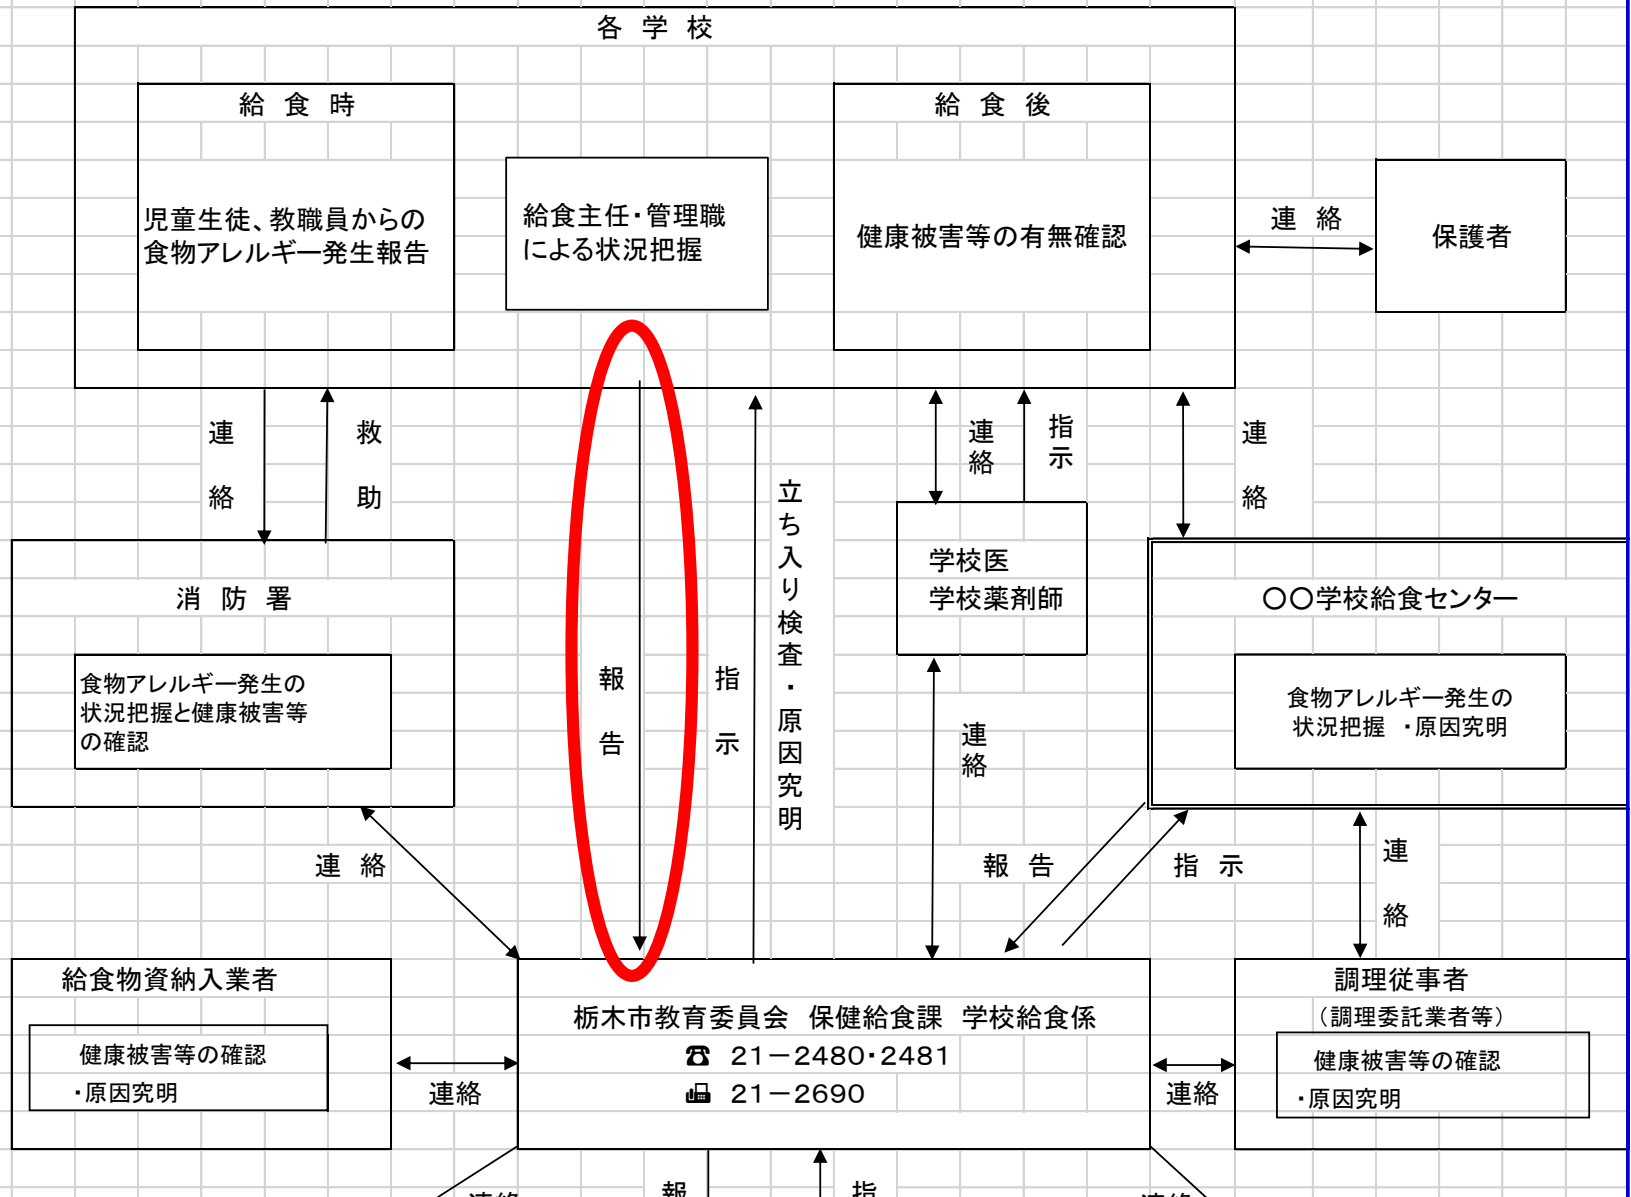 各 学 校
給 食 時
給 食 後
児童生徒、教職員からの
食物アレルギー発生報告
給食主任・管理職
による状況把握
健康被害等の有無確認
連 絡
保護者
連絡
救助
報告
指示
立ち入り検査・原因究明
連絡
指示
連絡
消 防 署
食物アレルギー発生の
状況把握と健康被害等
の確認
学校医
学校薬剤師
〇〇学校給食センター
食物アレルギー発生の
状況把握 ・原因究明
連 絡
連絡
報 告
指 示
連絡
給食物資納入業者
健康被害等の確認
・原因究明
連絡
栃木市教育委員会 保健給食課 学校給食係
☎ 21－2480・2481
📠 21－2690
連絡
調理従事者
（調理委託業者等）
健康被害等の確認
・原因究明
連絡
報
指
連絡